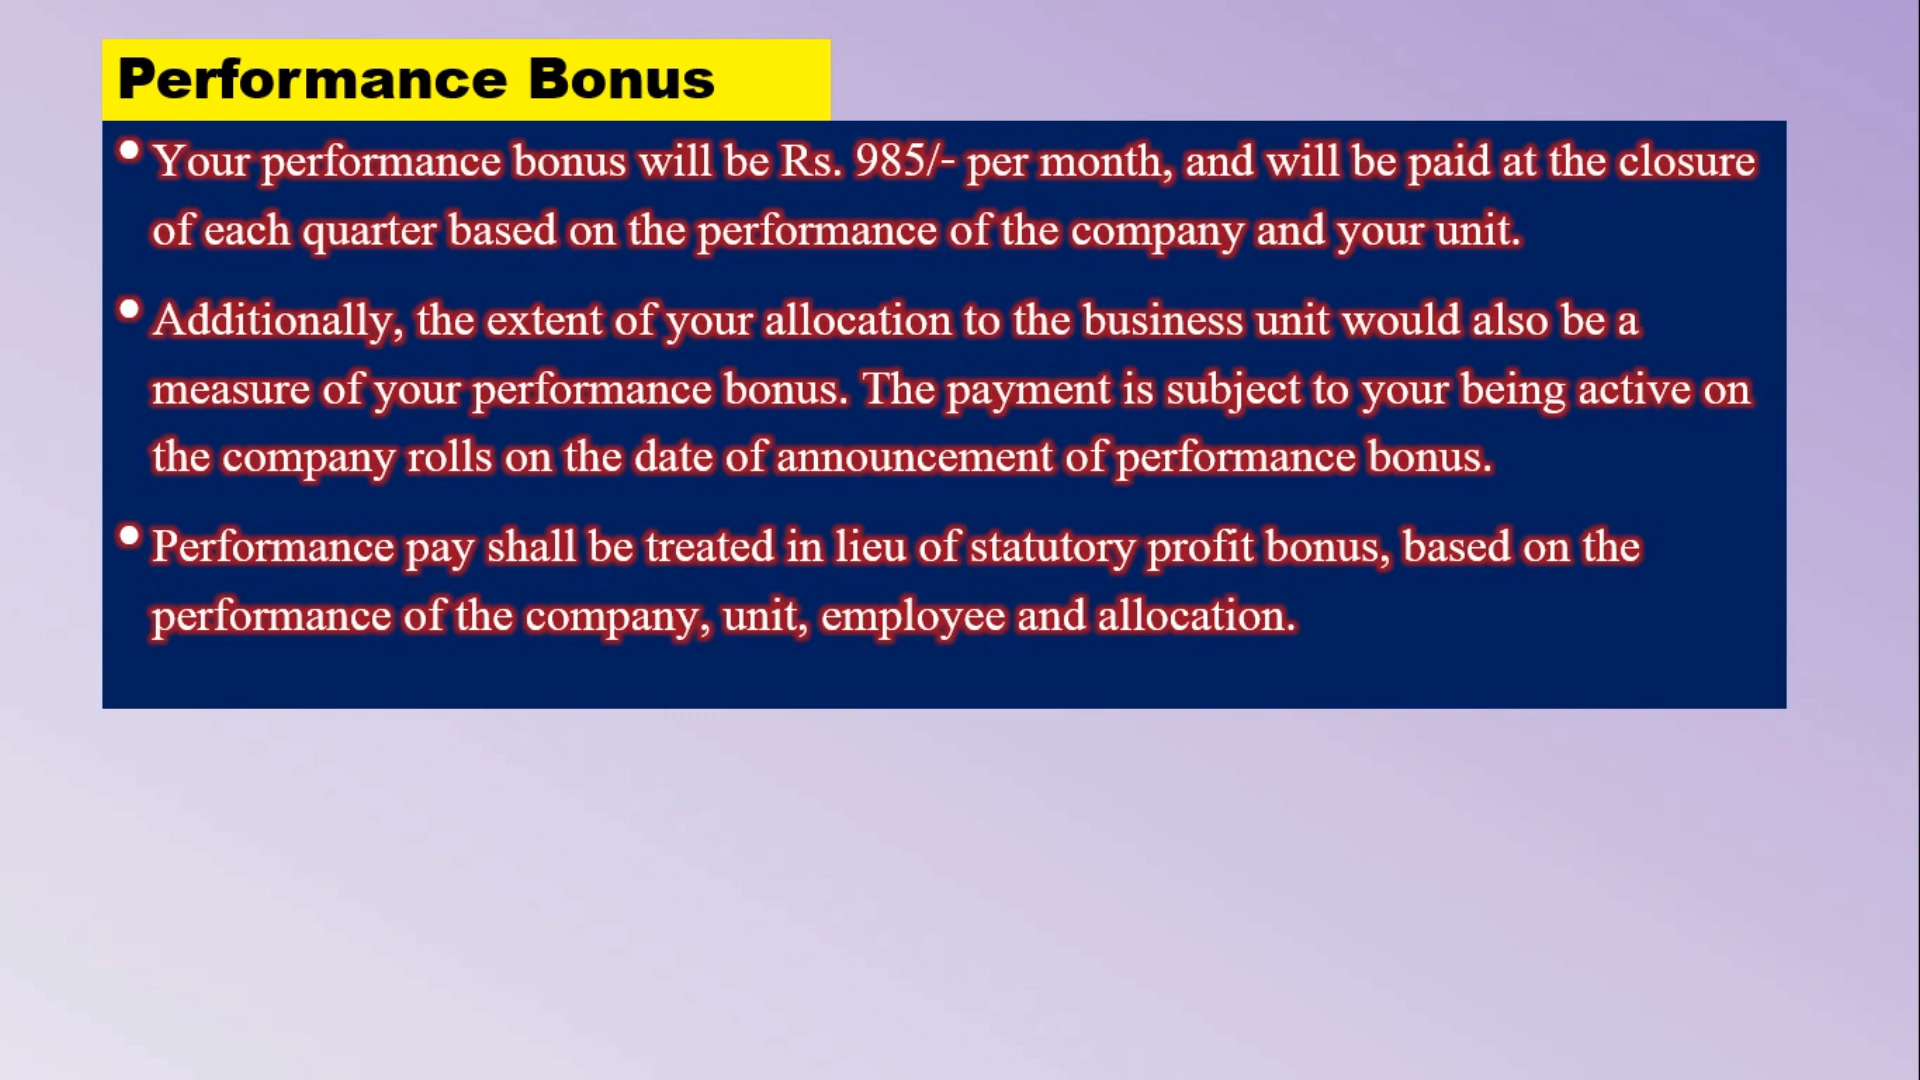 Performance Bonus
• Your performance bonus will be Rs. 985/- per month, and will be paid at the closure
of each quarter based on the performance of the company and your unit.
• Additionally, the extent of your allocation to the business unit would also be a
measure of your performance bonus. The payment is subject to your being active on
the company rolls on the date of announcement of performance bonus.
• Performance pay shall be treated in lieu of statutory profit bonus, based on the
performance of the company, unit, employee and allocation.